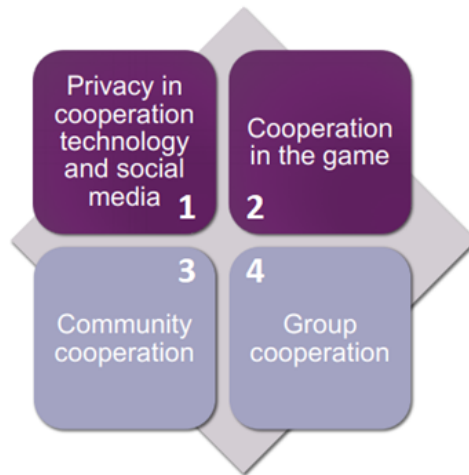 Privacy in
cooperation
technology
and social
media
1
Cooperation
in the game
2
3
Community
cooperation
4
Group
cooperation